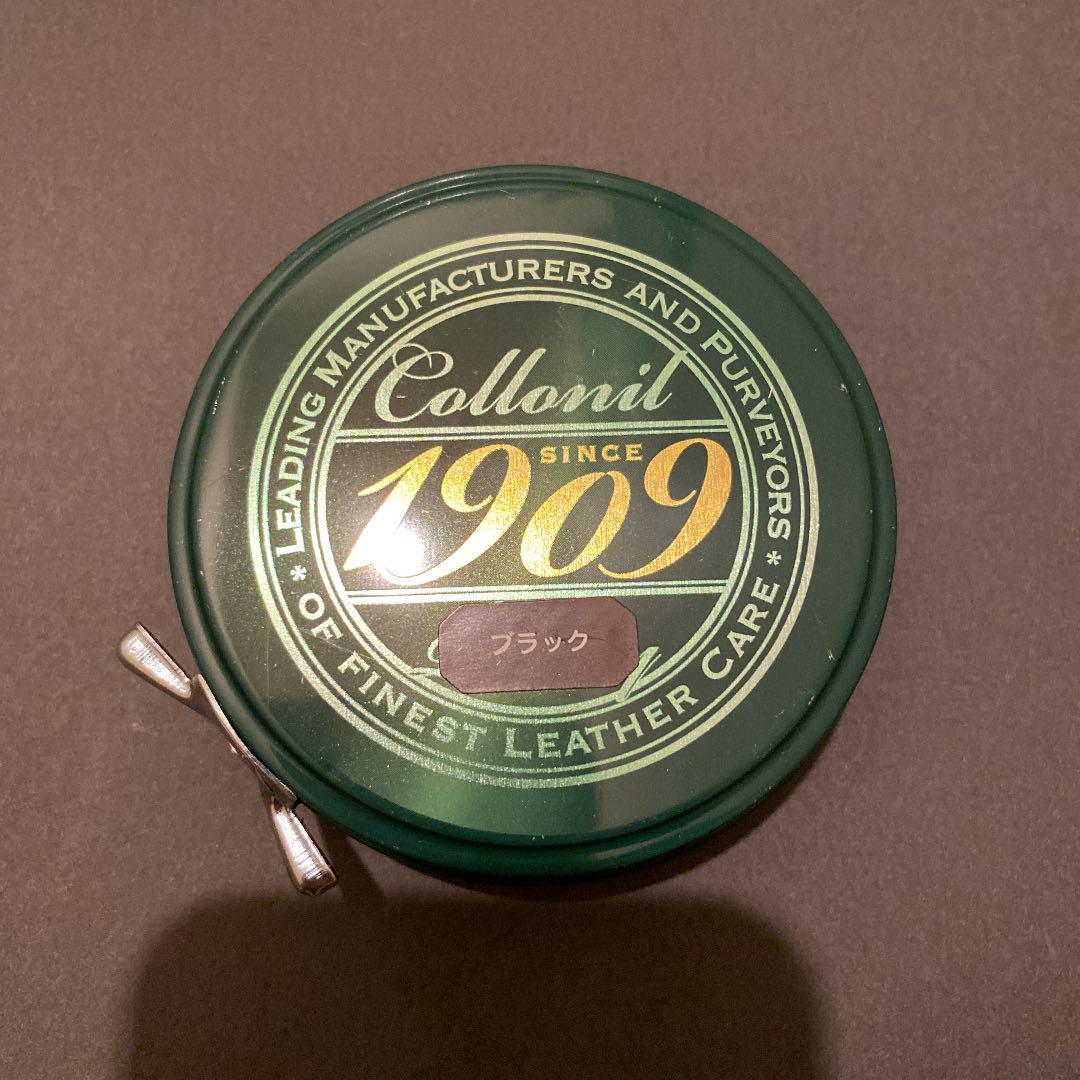 LEADING MANUFACTURERS AND PURVEYORS
Collonil
SINCE
1909
ブラック
* OF FINEST LEATHER CARE *